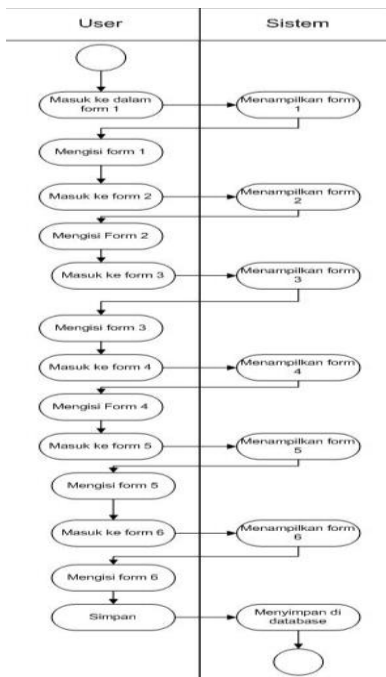 User
Sistem
Masuk ke dalam
form 1
Menampilkan form
1
Mengisi form 1
Masuk ke form 2
Menampilkan form
2
Mengisi Form 2
Masuk ke form 3
Menampilkan form
3
Mengisi form 3
Masuk ke form 4
Menampilkan form
4
Mengisi Form 4
Masuk ke form 5
Menampilkan form
5
Mengisi form 5
Masuk ke form 6
Menampilkan form
6
Mengisi form 6
Simpan
Menyimpan di
database